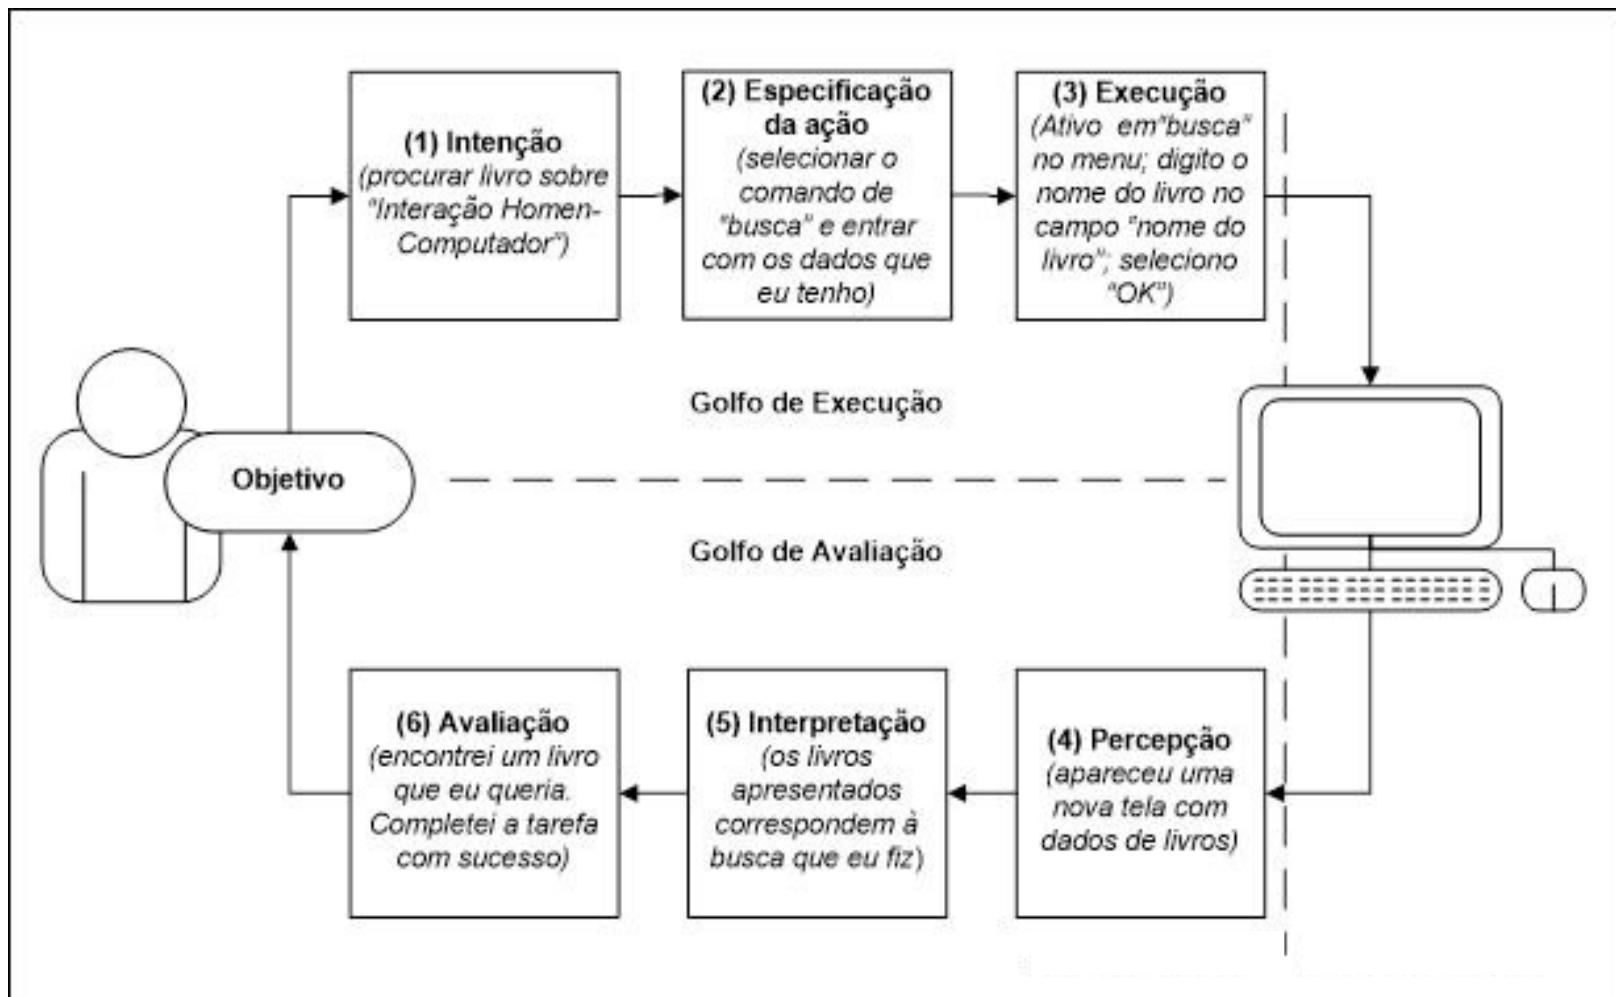 (1) Intenção
(procurar livro sobre
"Interação Homen-
Computador")
(2) Especificação
da ação
(selecionar o
comando de
"busca" e entrar
com os dados que
eu tenho)
(3) Execução
(Ativo em"busca"
no menu; digito o
nome do livro no
campo "nome do
livro"; seleciono
"OK")
Golfo de Execução
Objetivo
Golfo de Avaliação
(6) Avaliação
(encontrei um livro
que eu queria.
Completei a tarefa
com sucesso)
(5) Interpretação
(os livros
apresentados
correspondem à
busca que eu fiz)
(4) Percepção
(apareceu uma
nova tela com
dados de livros)